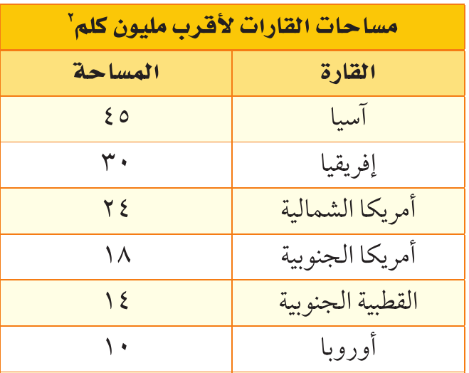 مساحات القارات لأقرب مليون كلم٢
القارة المساحة
آسيا ٤٥
إفريقيا ٣٠
أمريكا الشمالية ٢٤
أمريكا الجنوبية ١٨
القطبية الجنوبية ١٤
أوروبا ١٠